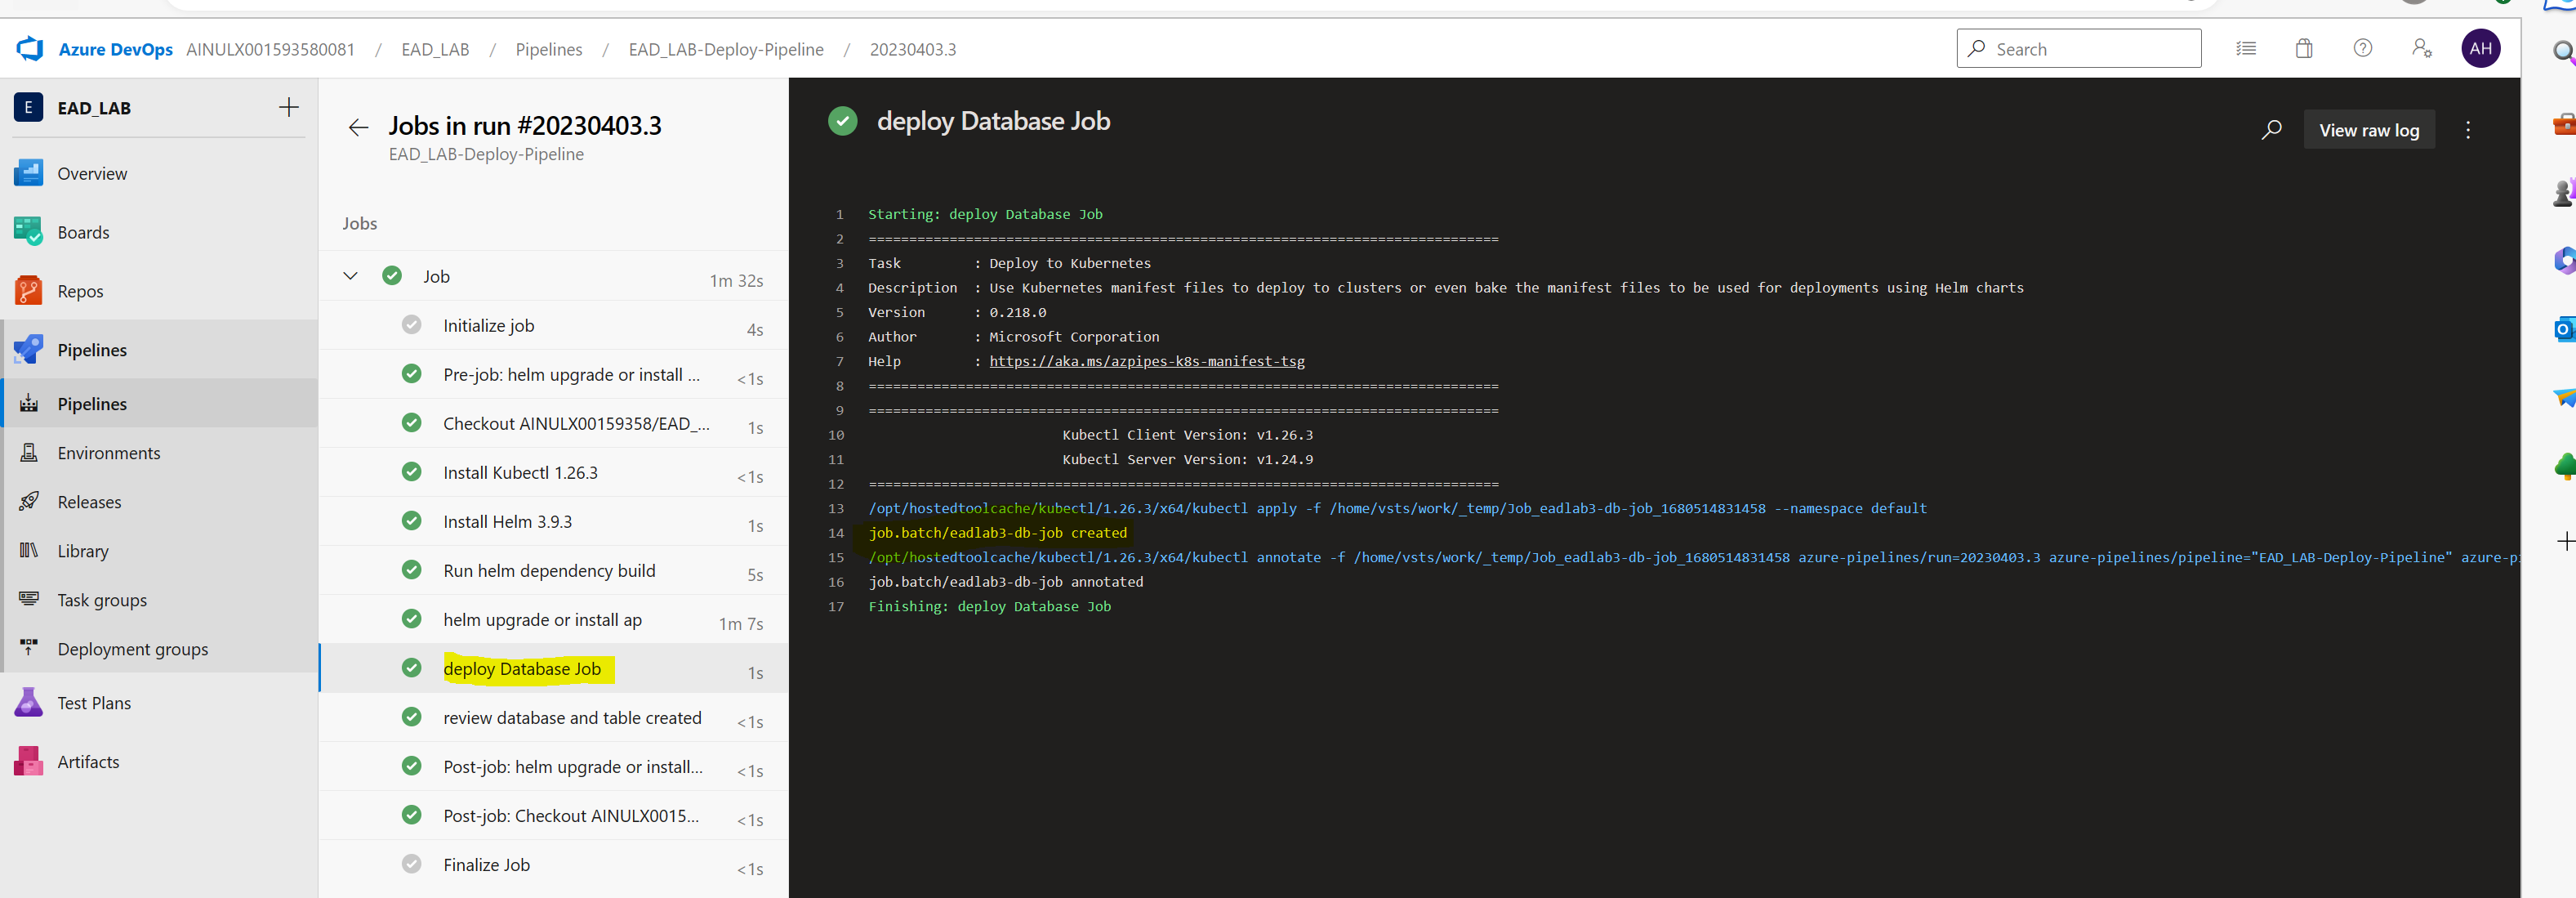 Azure DevOps AINULX001593580081 / EAD_LAB / Pipelines / EAD_LAB-Deploy-Pipeline / 20230403.3
Search
AH
E EAD_LAB
Overview
Boards
Repos
Pipelines
Pipelines
Environments
Releases
Library
Task groups
Deployment groups
Test Plans
Artifacts
Jobs in run #20230403.3
EAD_LAB-Deploy-Pipeline
Jobs
Job 1m 32s
Initialize job 4s
Pre-job: helm upgrade or install ... <1s
Checkout AINULX00159358/EAD_... 1s
Install Kubectl 1.26.3 <1s
Install Helm 3.9.3 1s
Run helm dependency build 5s
helm upgrade or install ap 1m 7s
deploy Database Job 1s
review database and table created <1s
Post-job: helm upgrade or install... <1s
Post-job: Checkout AINULX0015... <1s
Finalize Job <1s
deploy Database Job
View raw log
1 Starting: deploy Database Job
2 ==============================================================================
3 Task : Deploy to Kubernetes
4 Description : Use Kubernetes manifest files to deploy to clusters or even bake the manifest files to be used for deployments using Helm charts
5 Version : 0.218.0
6 Author : Microsoft Corporation
7 Help : https://aka.ms/azpipes-k8s-manifest-tsg
8 ==============================================================================
9 ==============================================================================
10 Kubectl Client Version: v1.26.3
11 Kubectl Server Version: v1.24.9
12 ==============================================================================
13 /opt/hostedtoolcache/kubectl/1.26.3/x64/kubectl apply -f /home/vsts/work/_temp/Job_eadlab3-db-job_1680514831458 --namespace default
14 job.batch/eadlab3-db-job created
15 /opt/hostedtoolcache/kubectl/1.26.3/x64/kubectl annotate -f /home/vsts/work/_temp/Job_eadlab3-db-job_1680514831458 azure-pipelines/run=20230403.3 azure-pipelines/pipeline="EAD_LAB-Deploy-Pipeline" azure-p
16 job.batch/eadlab3-db-job annotated
17 Finishing: deploy Database Job